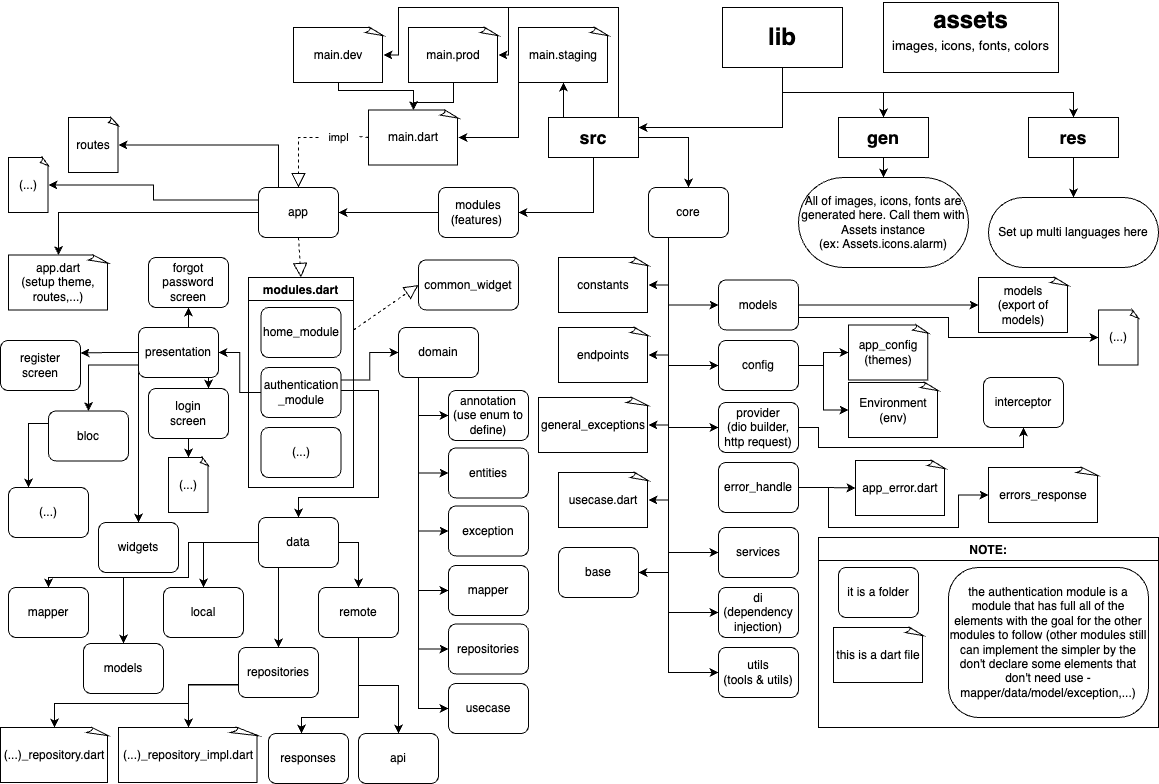 lib
assets
images, icons, fonts, colors
main.dev
main.prod
main.staging
src
gen
res
main.dart
impl
routes
(...)
app
modules
(features)
core
All of images, icons, fonts are
generated here. Call them with
Assets instance
(ex: Assets.icons.alarm)
Set up multi languages here
app.dart
(setup theme,
routes,...)
forgot
password
screen
modules.dart
home_module
authentication
_module
(...)
common_widget
constants
models
models
(export of
models)
(...)
register
screen
presentation
domain
endpoints
config
app_config
(themes)
Environment
(env)
login
screen
bloc
annotation
(use enum to
define)
general_exceptions
provider
(dio builder,
http request)
interceptor
(...)
(...)
entities
usecase.dart
error_handle
app_error.dart
errors_response
widgets
data
exception
base
services
mapper
local
remote
mapper
di
(dependency
injection)
models
repositories
repositories
utils
(tools & utils)
usecase
(...)_repository.dart
(...)_repository_impl.dart
responses
api
NOTE:
it is a folder
this is a dart file
the authentication module is a
module that has full all of the
elements with the goal for the other
modules to follow (other modules still
can implement the simpler by the
don't declare some elements that
don't need use -
mapper/data/model/exception,...)